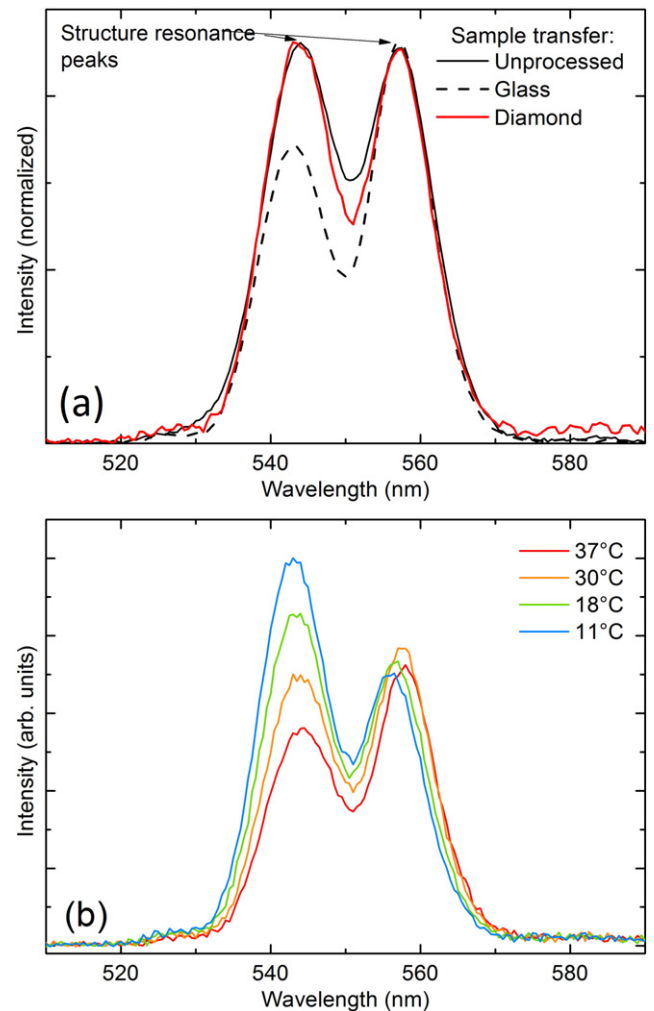 Structure resonance
peaks
Sample transfer:
Unprocessed
Glass
Diamond
Intensity (normalized)
(a)
520 540 560 580
Wavelength (nm)
37°C
30°C
18°C
11°C
Intensity (arb. units)
(b)
520 540 560 580
Wavelength (nm)